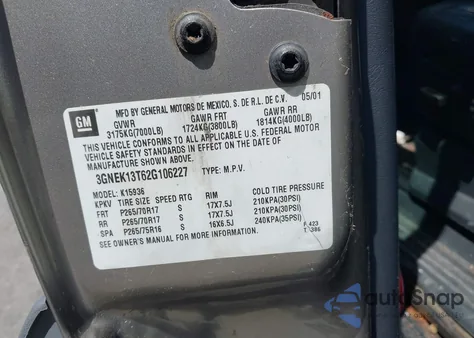 GM
MFD BY GENERAL MOTORS DE MEXICO, S. DE R.L. DE C.V. 05/01
GVWR GAWR FRT GAWR RR
3175KG(7000LB) 1724KG(3800LB) 1814KG(4000LB)
THIS VEHICLE CONFORMS TO ALL APPLICABLE U.S. FEDERAL MOTOR
VEHICLE SAFETY STANDARDS IN EFFECT ON THE DATE OF
MANUFACTURE SHOWN ABOVE.
3GNEK13T62G106227 TYPE: M.P.V.
MODEL: K15936
KPKV TIRE SIZE SPEED RTG RIM COLD TIRE PRESSURE
FRT P265/70R17 S 17X7.5J 210KPA(30PSI)
RR P265/70R17 S 17X7.5J 210KPA(30PSI)
SPA P265/75R16 S 16X6.5J 240KPA(35PSI)
SEE OWNER'S MANUAL FOR MORE INFORMATION.
423
386
autoSnap